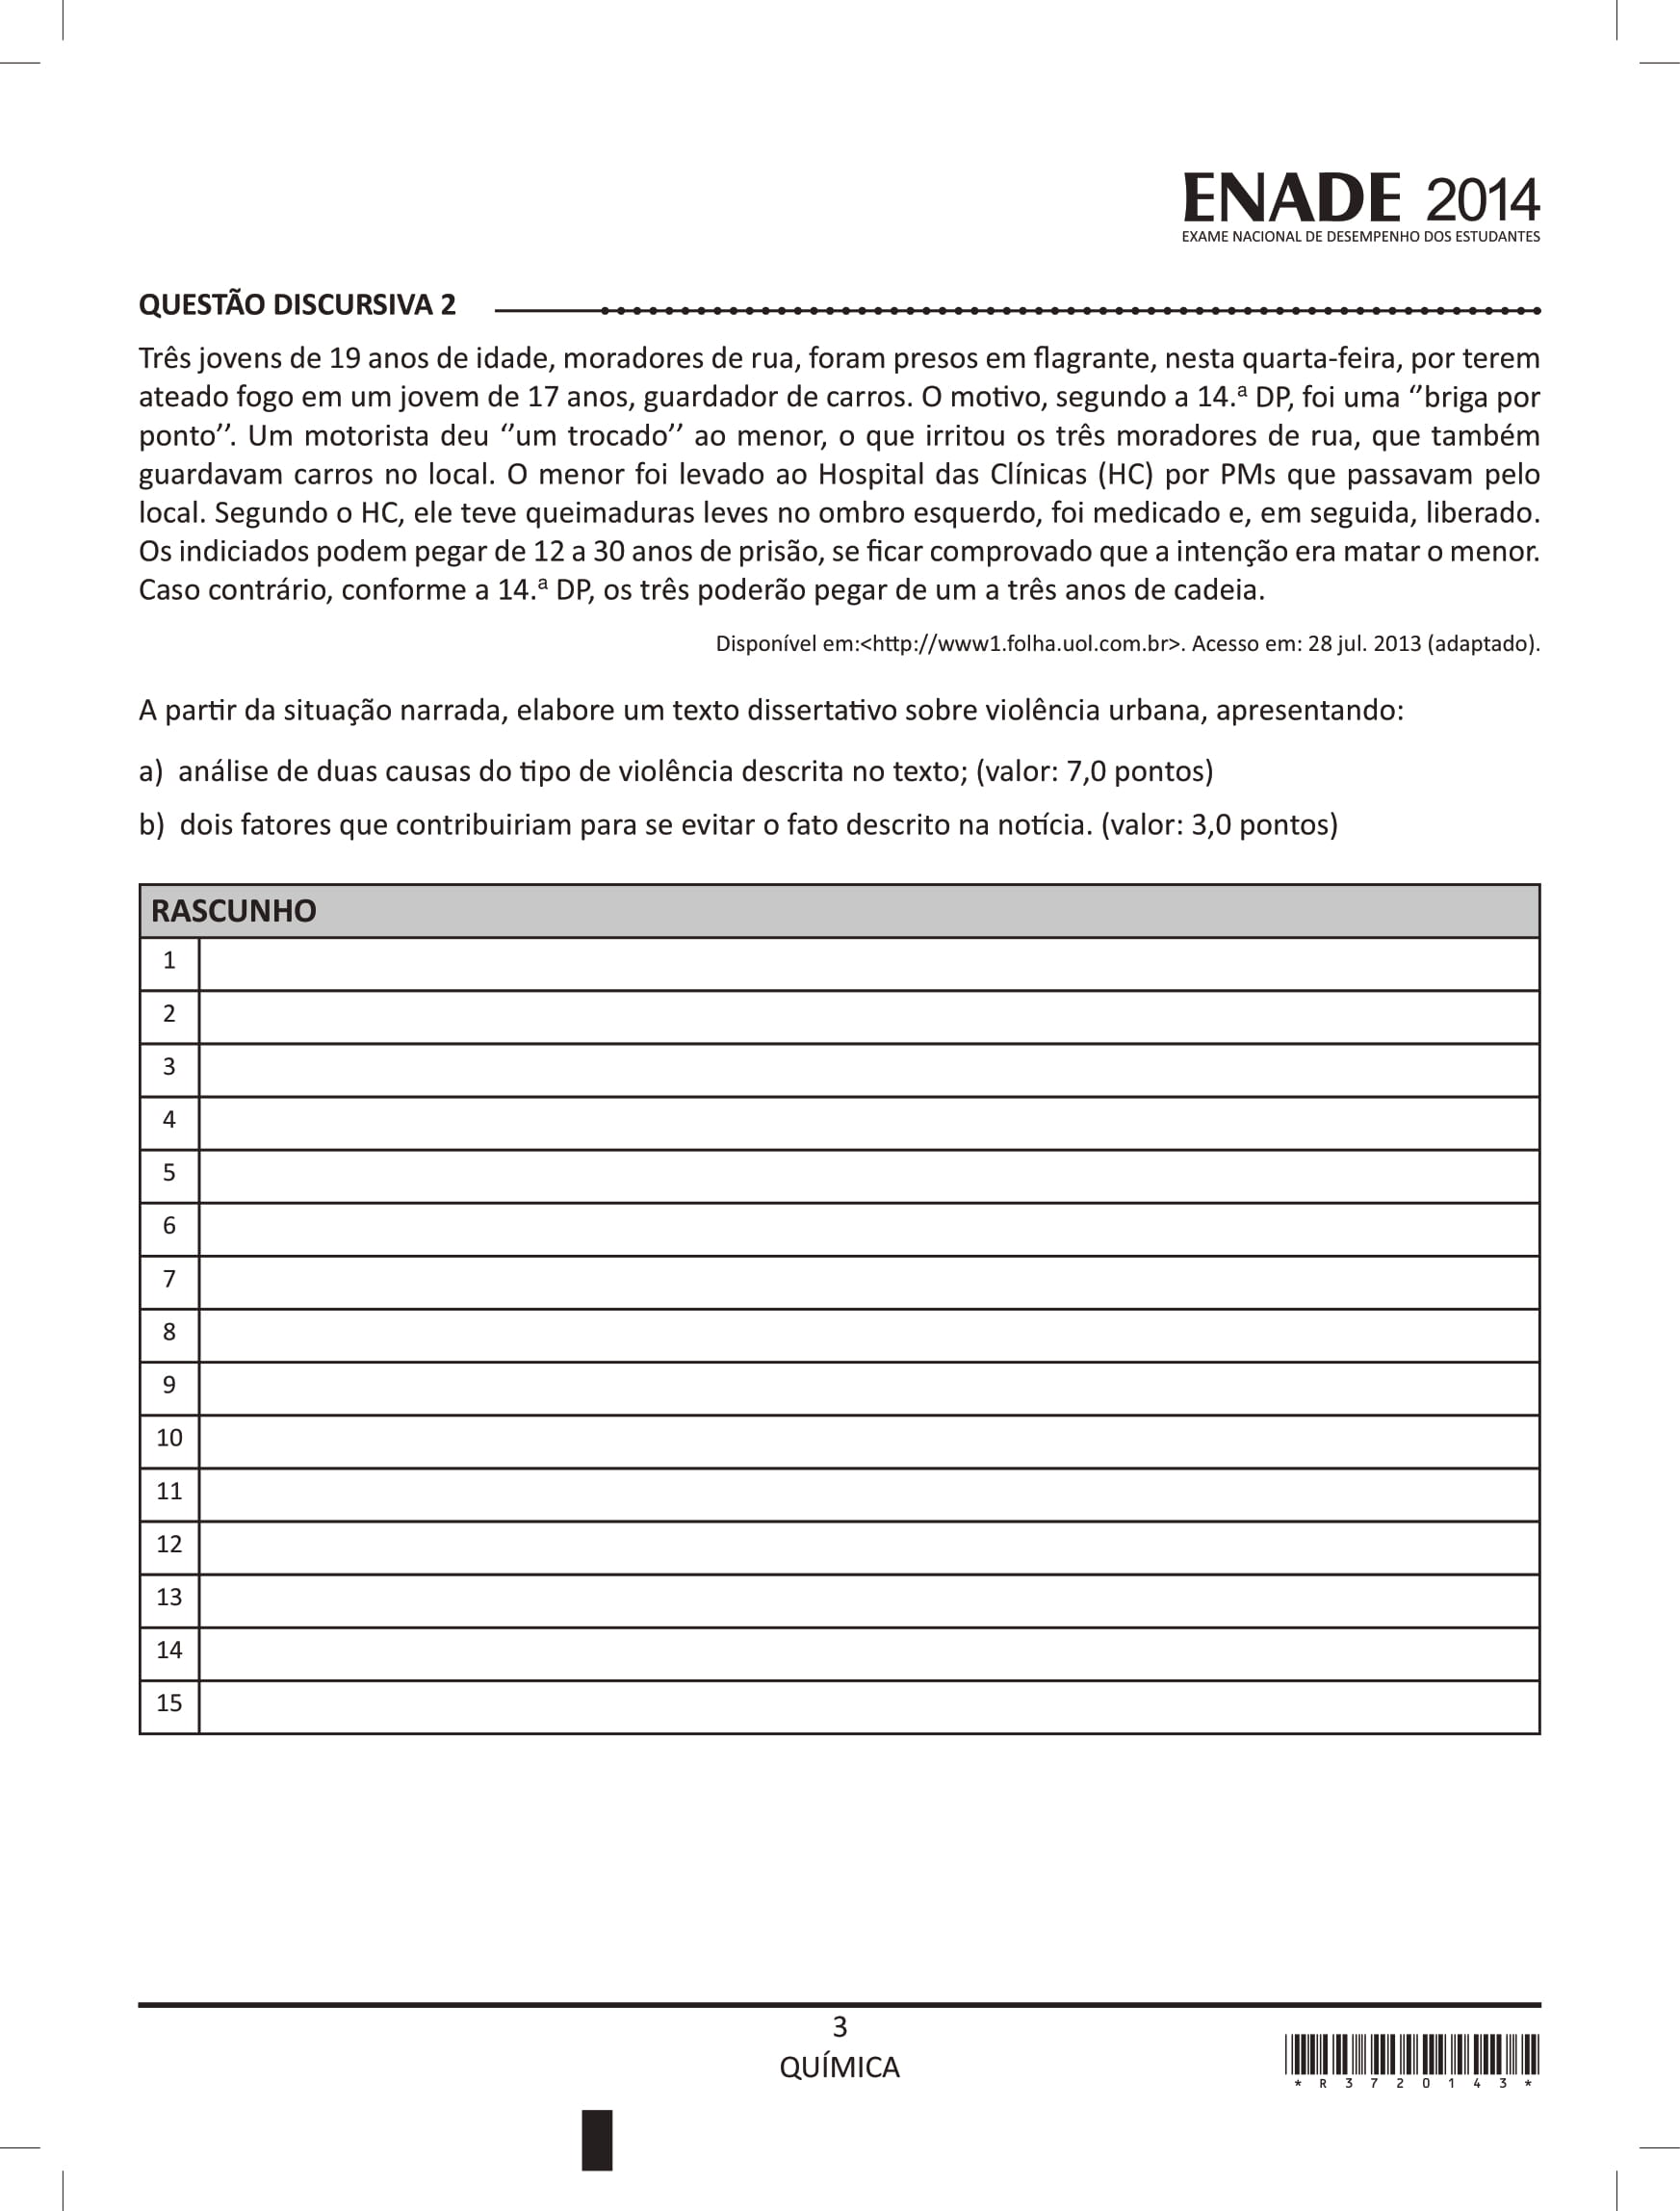 ENADE 2014
EXAME NACIONAL DE DESEMPENHO DOS ESTUDANTES
QUESTÃO DISCURSIVA 2
Três jovens de 19 anos de idade, moradores de rua, foram presos em flagrante, nesta quarta-feira, por terem
ateado fogo em um jovem de 17 anos, guardador de carros. O motivo, segundo a 14.ª DP, foi uma ‘’briga por
ponto’’. Um motorista deu ‘’um trocado’’ ao menor, o que irritou os três moradores de rua, que também
guardavam carros no local. O menor foi levado ao Hospital das Clínicas (HC) por PMs que passavam pelo
local. Segundo o HC, ele teve queimaduras leves no ombro esquerdo, foi medicado e, em seguida, liberado.
Os indiciados podem pegar de 12 a 30 anos de prisão, se ficar comprovado que a intenção era matar o menor.
Caso contrário, conforme a 14.ª DP, os três poderão pegar de um a três anos de cadeia.
Disponível em:<http://www1.folha.uol.com.br>. Acesso em: 28 jul. 2013 (adaptado).
A partir da situação narrada, elabore um texto dissertativo sobre violência urbana, apresentando:
a) análise de duas causas do tipo de violência descrita no texto; (valor: 7,0 pontos)
b) dois fatores que contribuiriam para se evitar o fato descrito na notícia. (valor: 3,0 pontos)
RASCUNHO
1
2
3
4
5
6
7
8
9
10
11
12
13
14
15
3
QUÍMICA
* R 3 7 2 0 1 4 3 *